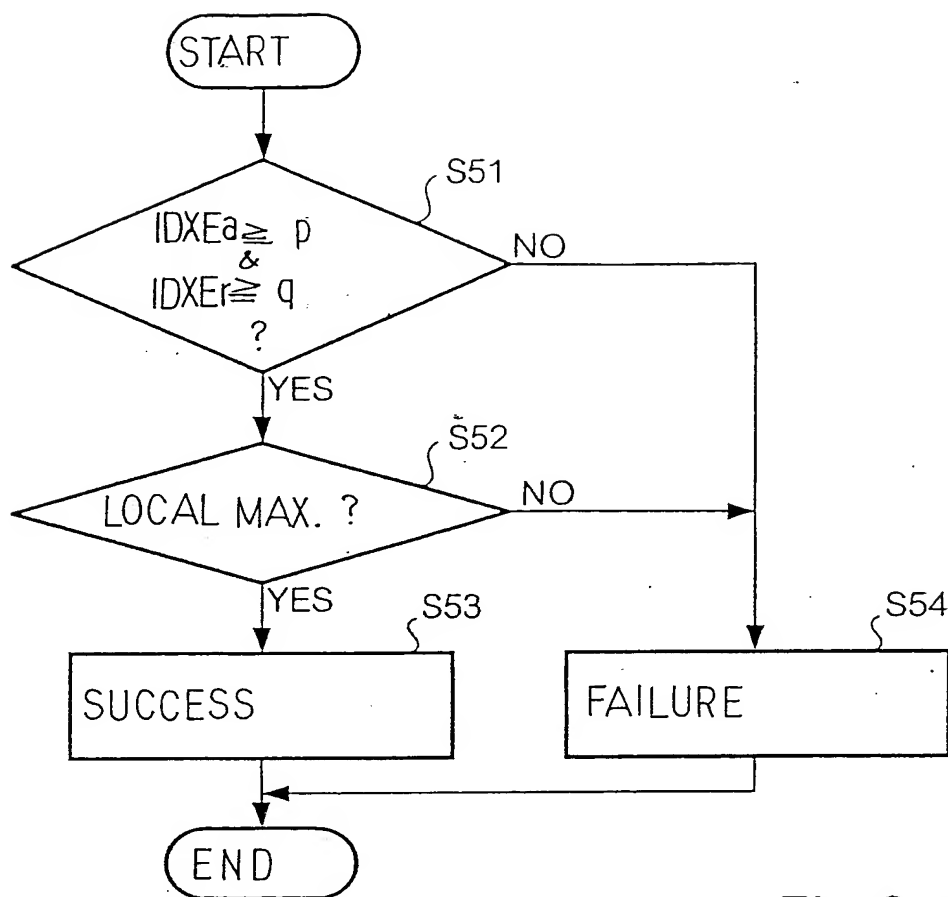 START
S51
IDXEa ≧ p
&
IDXEr ≧ q
?
NO
YES
S52
LOCAL MAX. ?
NO
YES
S53
SUCCESS
S54
FAILURE
END